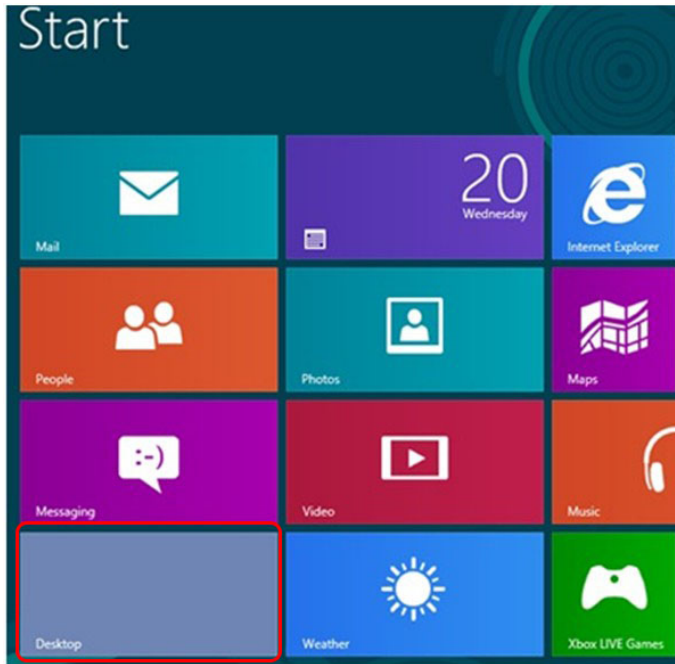 Start
Mail
20
Wednesday
Internet Explorer
People
Photos
Maps
:-)
Messaging
Video
Music
Desktop
Weather
Xbox LIVE Games